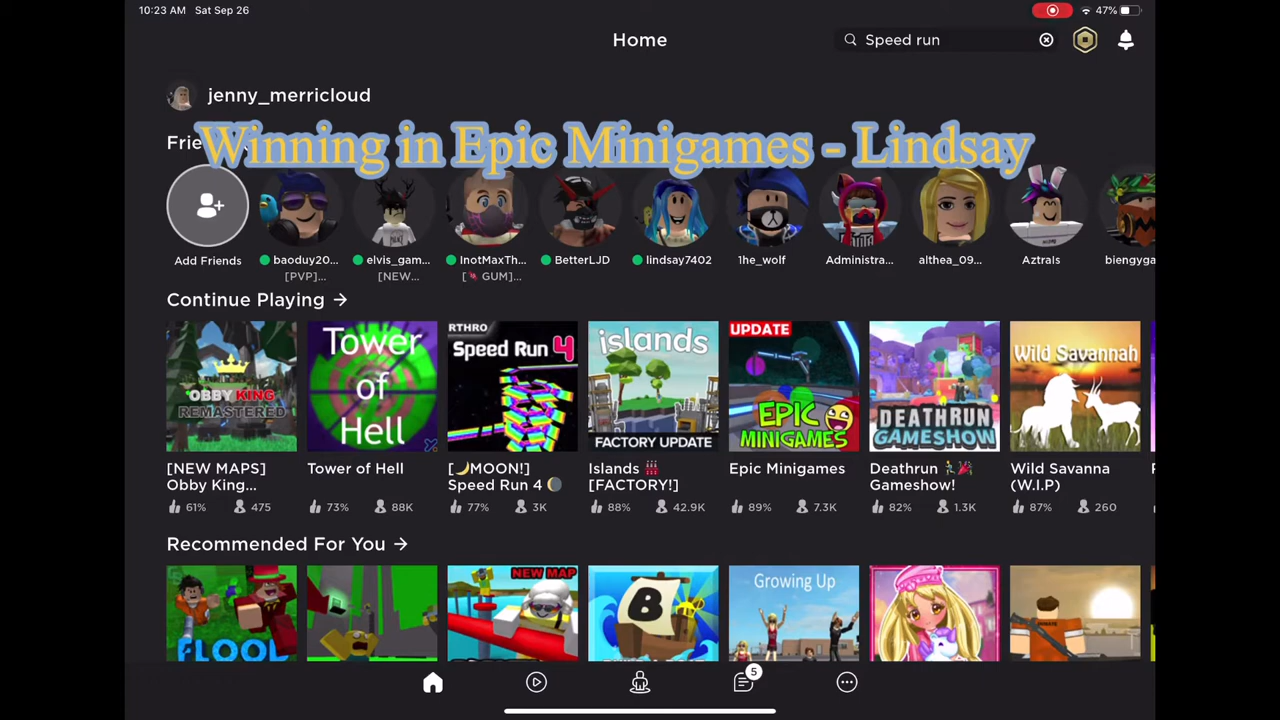 10:23 AM Sat Sep 26
47%
Home
Speed run
jenny_merricloud
Winning in Epic Minigames - Lindsay
Add Friends
baoduy20...
[PVP]...
elvis_gam...
[NEW...
InotMaxTh...
[🍬 GUM]...
BetterLJD
lindsay7402
1he_wolf
Administra...
althea_09...
Aztrals
biengyga
Continue Playing →
OBBY KING
REMASTERED
Tower
of
Hell
RTHRO
Speed Run 4
islands
FACTORY UPDATE
UPDATE
EPIC
MINIGAMES
DEATHRUN
GAMESHOW
Wild Savannah
[NEW MAPS]
Obby King...
61% 475
Tower of Hell
73% 88K
[🌙MOON!]
Speed Run 4 🌘
77% 3K
Islands 🏭
[FACTORY!]
88% 42.9K
Epic Minigames
89% 7.3K
Deathrun 🏃🎉
Gameshow!
82% 1.3K
Wild Savanna
(W.I.P)
87% 260
Recommended For You →
FLOOD
NEW MAP
B
Growing Up
DONATE
5